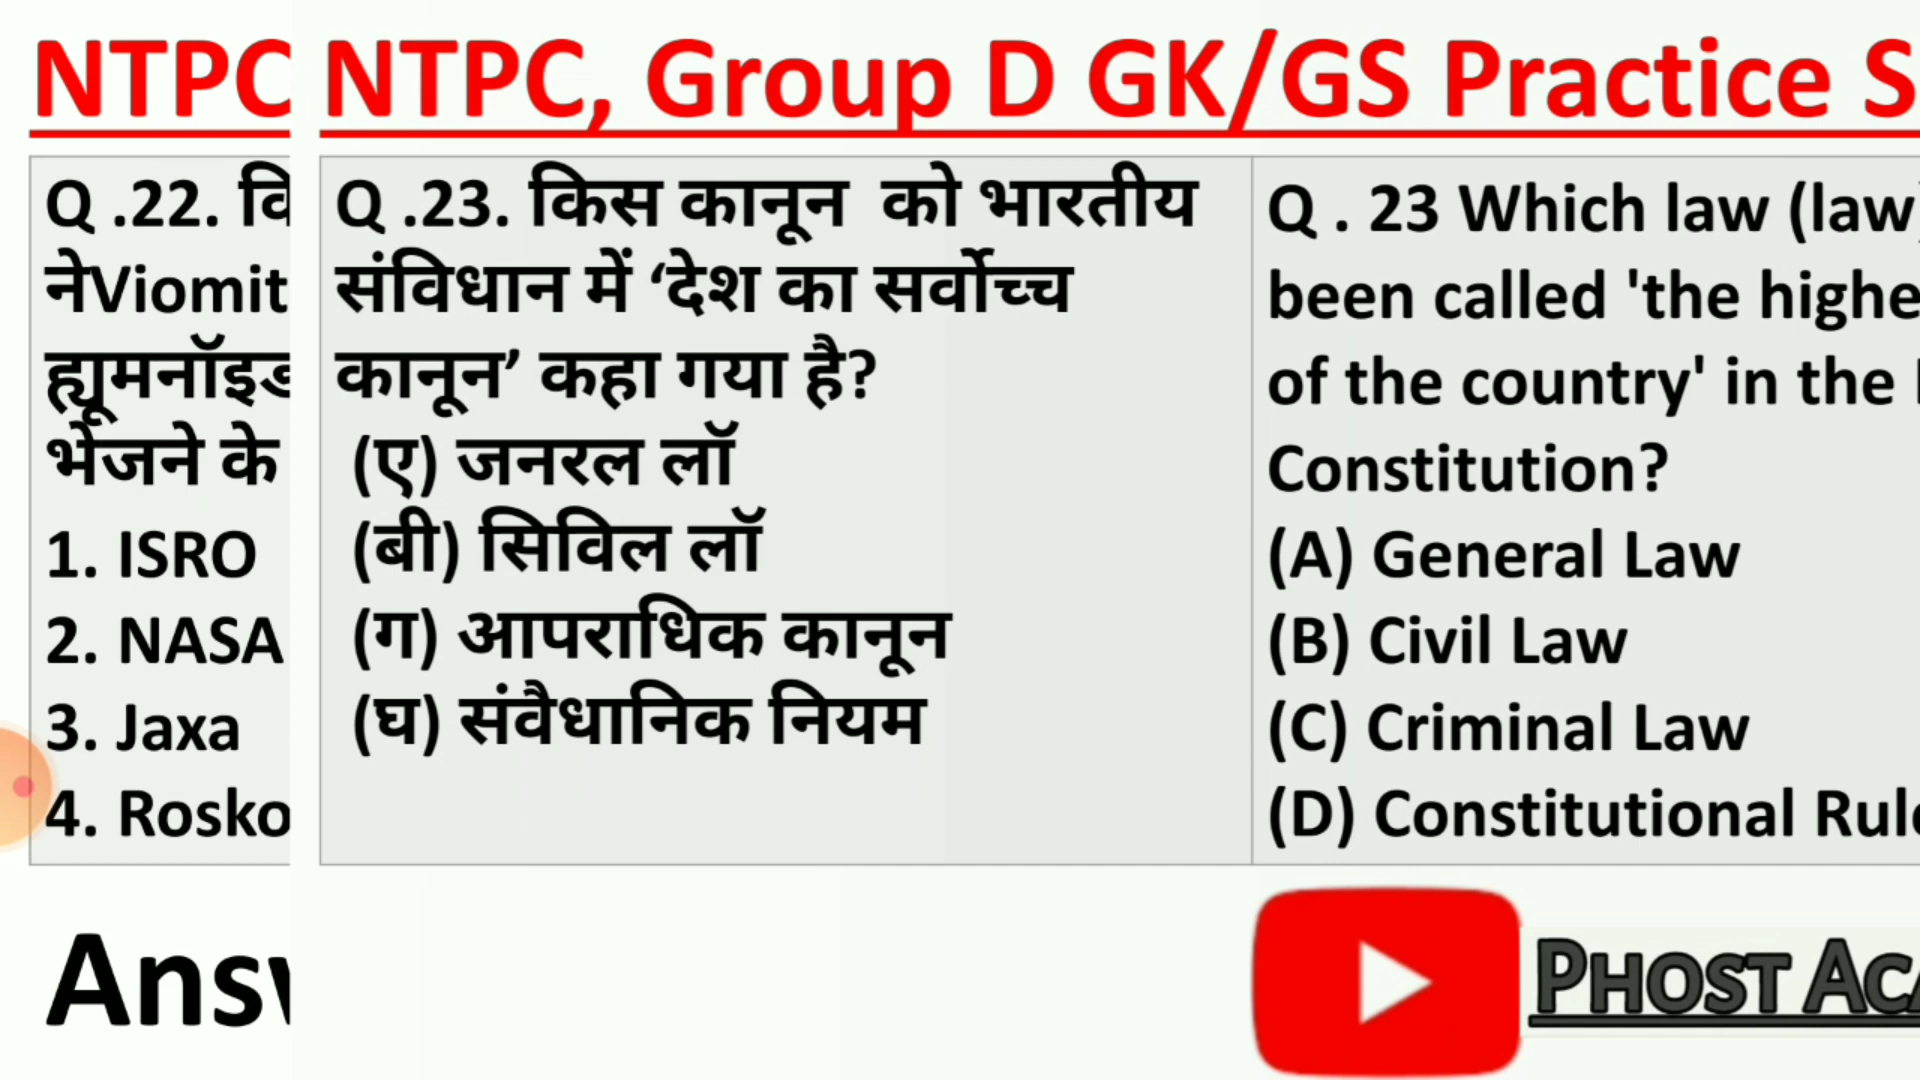 NTPC
Q .22. कि
नेViomit
ह्यूमनॉइड
भेजने के
1. ISRO
2. NASA
3. Jaxa
4. Rosko
Ans
NTPC, Group D GK/GS Practice S
Q .23. किस कानून को भारतीय
संविधान में ‘देश का सर्वोच्च
कानून’ कहा गया है?
(ए) जनरल लॉ
(बी) सिविल लॉ
(ग) आपराधिक कानून
(घ) संवैधानिक नियम
Q . 23 Which law (law)
been called 'the highe
of the country' in the
Constitution?
(A) General Law
(B) Civil Law
(C) Criminal Law
(D) Constitutional Rule
PHOST ACA